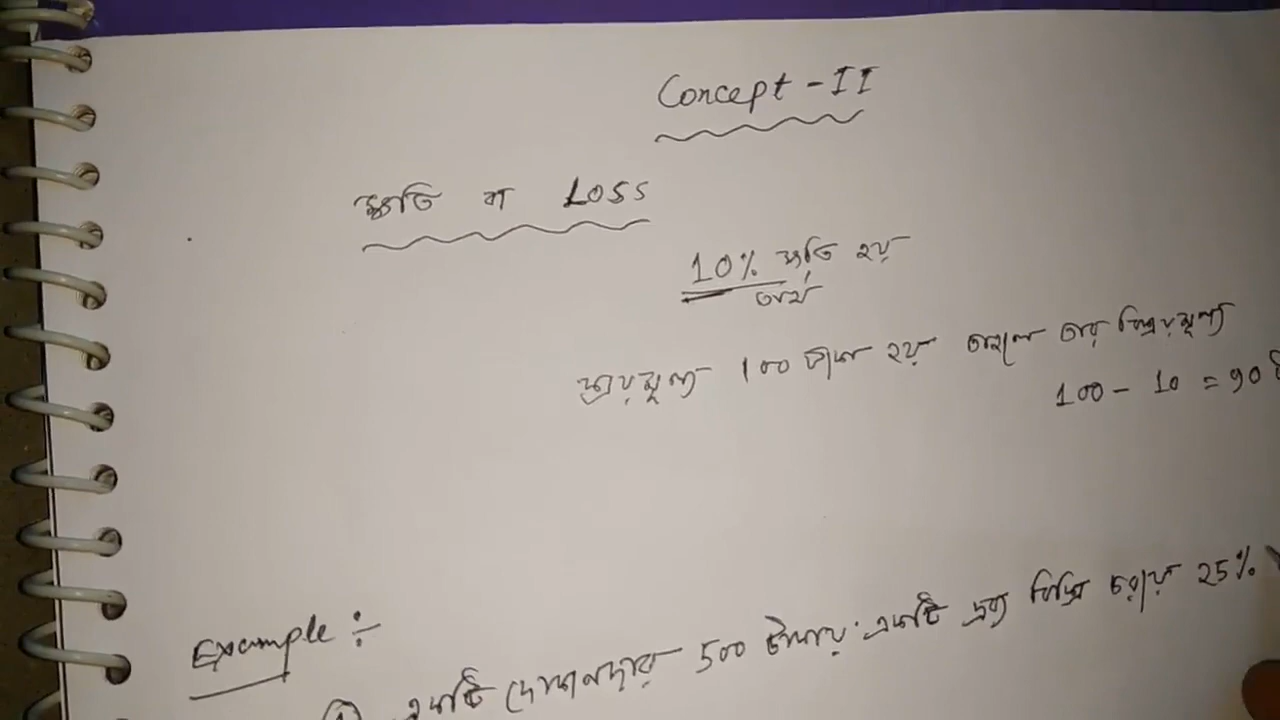 Concept - II
ক্ষতি বা Loss
10% ক্ষতি হয়
অর্থাৎ
ক্রয়মূল্য 100 টাকা হয় তাহলে তার বিক্রয়মূল্য
100 - 10 = 90
Example :-
① একটি দোকানদার 500 টাকায় একটি দ্রব্য বিক্রি করায় 25%